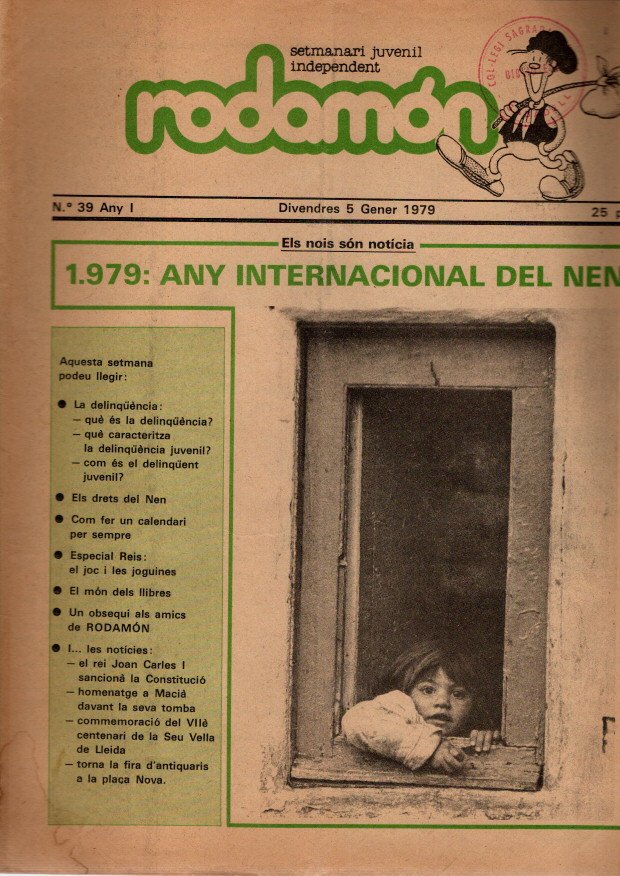 setmanari juvenil
independent
rodamón
COL·LEGI SAGRA
N.º 39 Any I
Divendres 5 Gener 1979
25
Els nois són notícia
1.979: ANY INTERNACIONAL DEL NEN
Aquesta setmana
podeu llegir:
● La delinqüència:
— què és la delinqüència?
— què caracteritza
la delinqüència juvenil?
— com és el delinqüent
juvenil?
● Els drets del Nen
● Com fer un calendari
per sempre
● Especial Reis:
el joc i les joguines
● El món dels llibres
● Un obsequi als amics
de RODAMÓN
● I... les notícies:
— el rei Joan Carles I
sancionà la Constitució
— homenatge a Macià
davant la seva tomba
— commemoració del VIIè
centenari de la Seu Vella
de Lleida
— torna la fira d'antiquaris
a la plaça Nova.